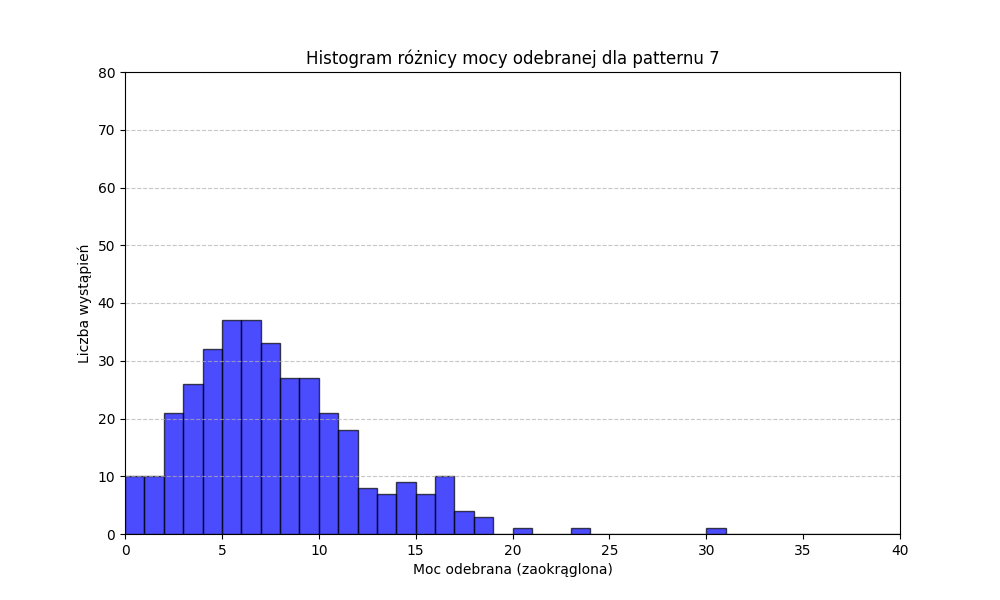 Histogram różnicy mocy odebranej dla patternu 7
80
70
60
50
40
30
20
10
0
Liczba wystąpień
0 5 10 15 20 25 30 35 40
Moc odebrana (zaokrąglona)